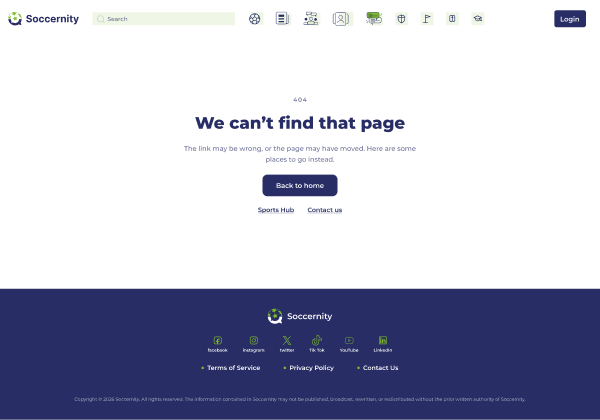 Soccernity
Search
Login
404
We can't find that page
The link may be wrong, or the page may have moved. Here are some
places to go instead.
Back to home
Sports Hub
Contact us
Soccernity
facebook
instagram
twitter
Tik Tok
YouTube
LinkedIn
Terms of Service
Privacy Policy
Contact Us
Copyright © 2026 Soccernity. All rights reserved. The information contained in Soccernity may not be published, broadcast, rewritten, or redistributed without the prior written authority of Soccernity.